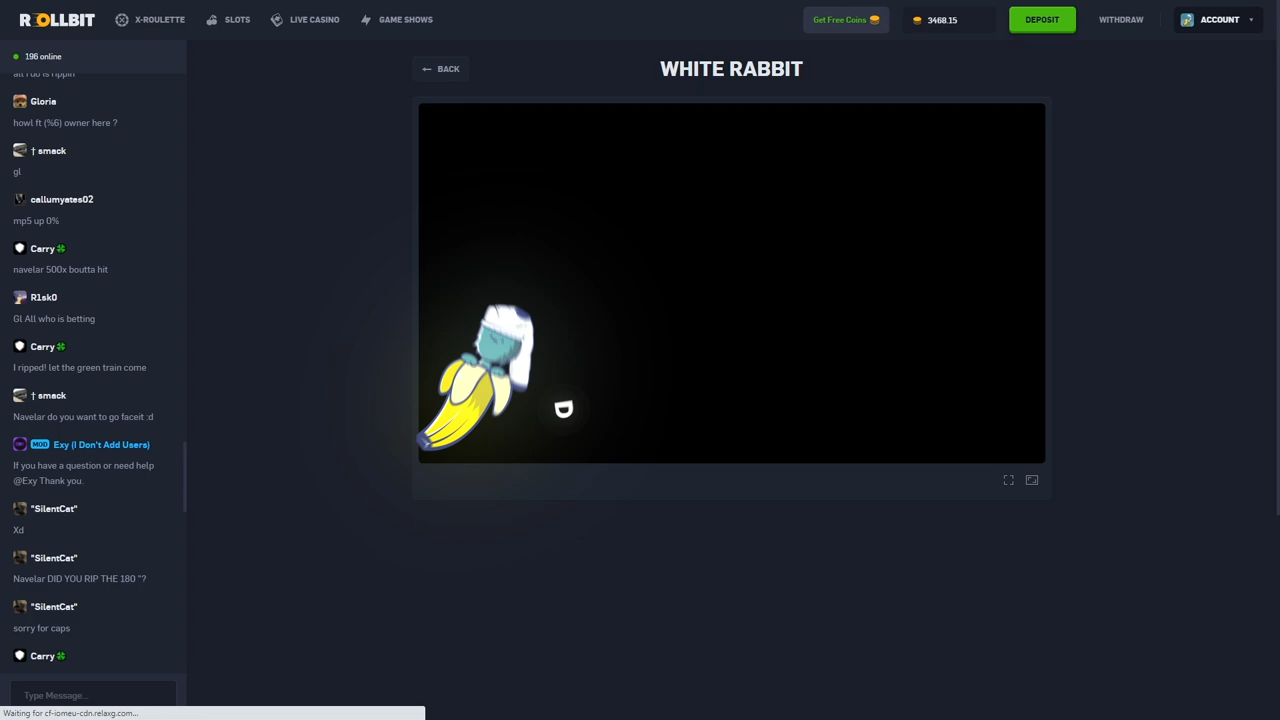 ROLLBIT
X-ROULETTE
SLOTS
LIVE CASINO
GAME SHOWS
Get Free Coins
3468.15
DEPOSIT
WITHDRAW
ACCOUNT
196 online
all I do is rippin
Gloria
howl ft (%6) owner here ?
† smack
gl
callumyates02
mp5 up 0%
Carry
navelar 500x boutta hit
R1sk0
Gl All who is betting
Carry
I ripped! let the green train come
† smack
Navelar do you want to go faceit :d
MOD Exy (I Don't Add Users)
If you have a question or need help
@Exy Thank you.
"SilentCat"
Xd
"SilentCat"
Navelar DID YOU RIP THE 180 "?
"SilentCat"
sorry for caps
Carry
Type Message...
Waiting for cf-iomeu-cdn.relaxg.com...
← BACK
WHITE RABBIT
D